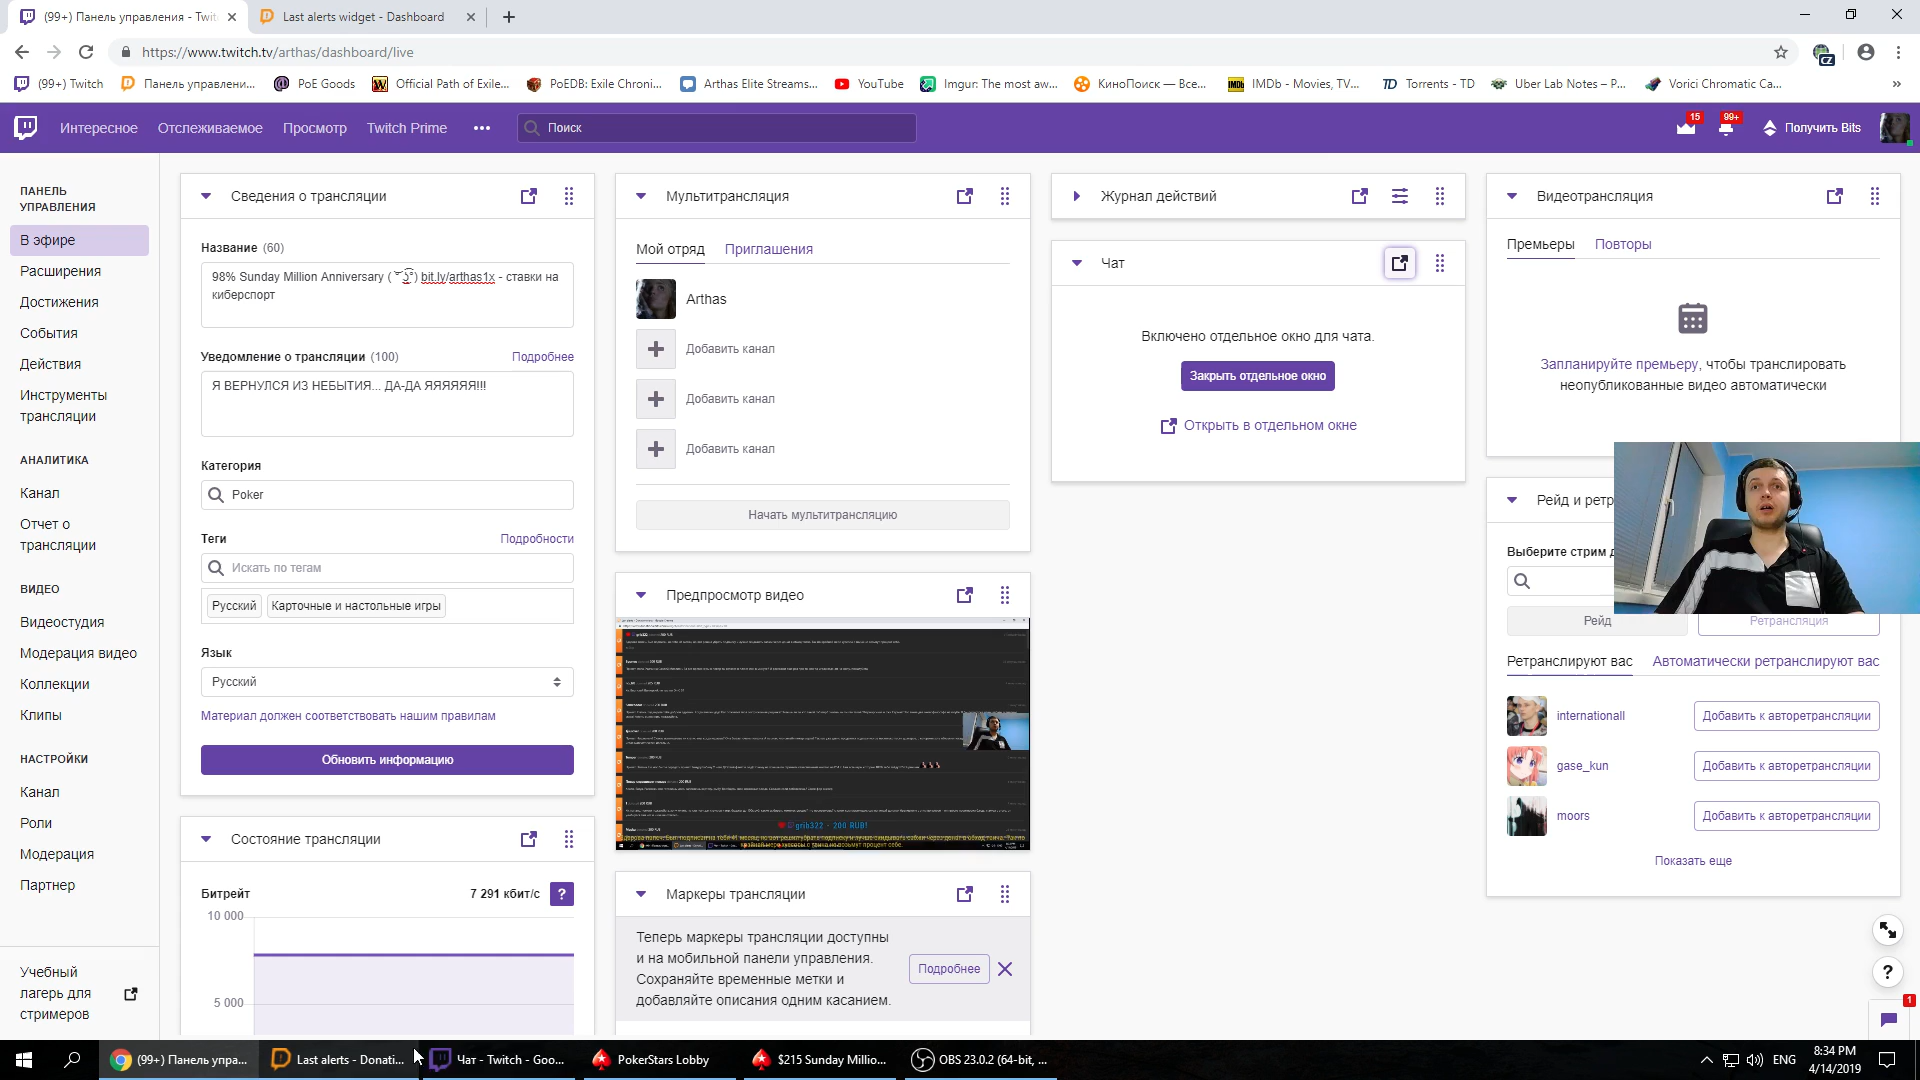 (99+) Панель управления - Twit
Last alerts widget - Dashboard
https://www.twitch.tv/arthas/dashboard/live
CZ
(99+) Twitch
Панель управлени...
PoE Goods
Official Path of Exile...
PoEDB: Exile Chroni...
Arthas Elite Streams...
YouTube
Imgur: The most aw...
КиноПоиск — Все...
IMDb - Movies, TV...
Torrents - TD
Uber Lab Notes – P...
Vorici Chromatic Ca...
»
Интересное
Отслеживаемое
Просмотр
Twitch Prime
•••
Поиск
15
99+
Получить Bits
ПАНЕЛЬ
УПРАВЛЕНИЯ
В эфире
Расширения
Достижения
События
Действия
Инструменты
трансляции
АНАЛИТИКА
Канал
Отчет о
трансляции
ВИДЕО
Видеостудия
Модерация видео
Коллекции
Клипы
НАСТРОЙКИ
Канал
Роли
Модерация
Партнер
Учебный
лагерь для
стримеров
Сведения о трансляции
Название (60)
98% Sunday Million Anniversary ( ͡° ͜ʖ ͡°) bit.ly/arthas1x - ставки на
киберспорт
Уведомление о трансляции (100)
Подробнее
Я ВЕРНУЛСЯ ИЗ НЕБЫТИЯ... ДА-ДА ЯЯЯЯЯЯ!!!
Категория
Poker
Теги
Подробности
Искать по тегам
Русский
Карточные и настольные игры
Язык
Русский
Материал должен соответствовать нашим правилам
Обновить информацию
Состояние трансляции
Битрейт
7 291 кбит/с
?
10 000
5 000
Мультитрансляция
Мой отряд
Приглашения
Arthas
Добавить канал
Добавить канал
Добавить канал
Начать мультитрансляцию
Предпросмотр видео
grib322 - 200 RUB!
Маркеры трансляции
Теперь маркеры трансляции доступны
и на мобильной панели управления.
Сохраняйте временные метки и
добавляйте описания одним касанием.
Подробнее
Журнал действий
Чат
Включено отдельное окно для чата.
Закрыть отдельное окно
Открыть в отдельном окне
Видеотрансляция
Премьеры
Повторы
Запланируйте премьеру, чтобы транслировать
неопубликованные видео автоматически
Рейд и ретр
Выберите стрим д
Рейд
Ретрансляция
Ретранслируют вас
Автоматически ретранслируют вас
internationall
Добавить к авторетрансляции
gase_kun
Добавить к авторетрансляции
moors
Добавить к авторетрансляции
Показать еще
?
1
(99+) Панель упра...
Last alerts - Donati...
Чат - Twitch - Goo...
PokerStars Lobby
$215 Sunday Millio...
OBS 23.0.2 (64-bit, ...
ENG
8:34 PM
4/14/2019